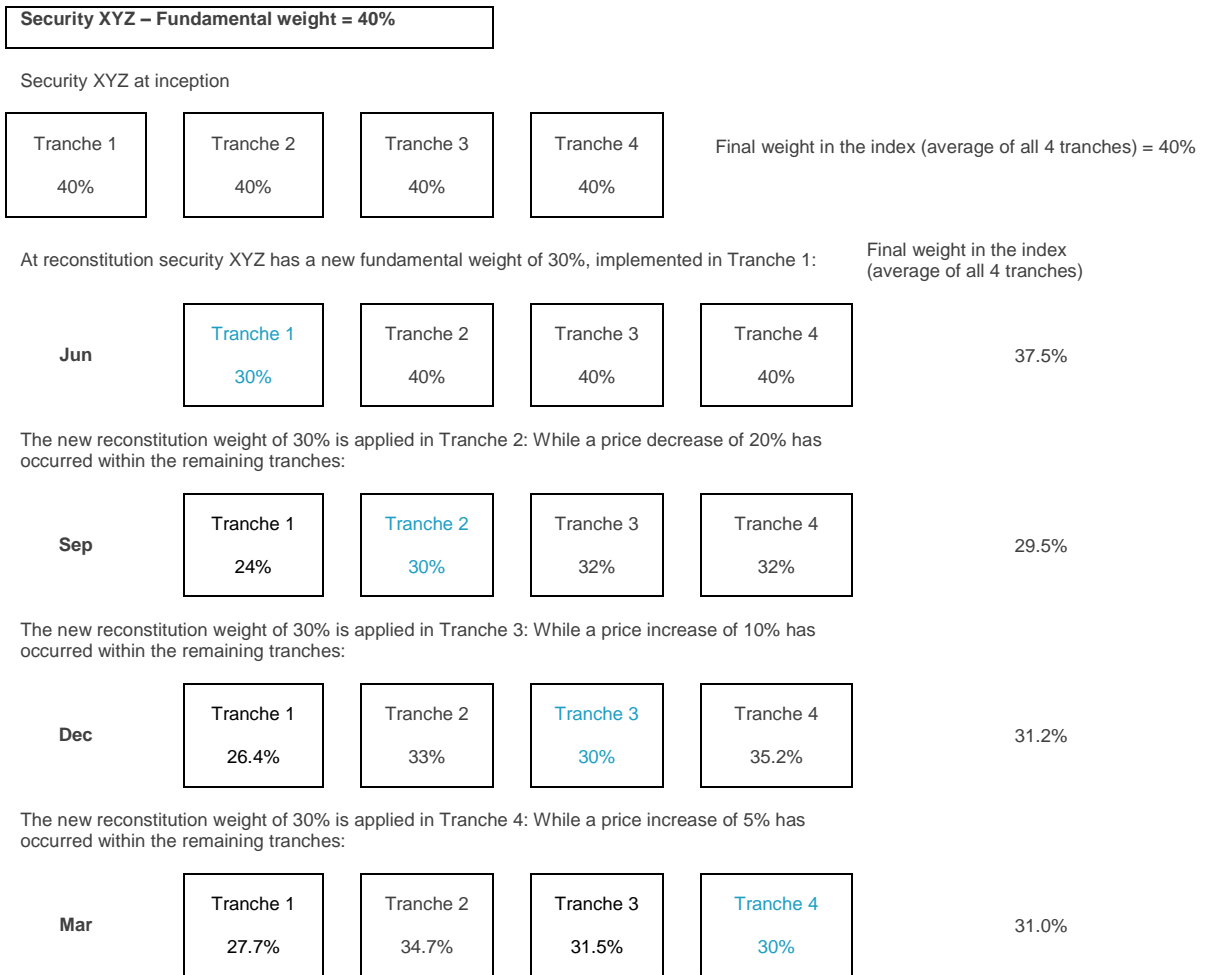 Security XYZ – Fundamental weight = 40%
Security XYZ at inception
Tranche 1 Tranche 2 Tranche 3 Tranche 4
Final weight in the index (average of all 4 tranches) = 40%
40% 40% 40% 40%
At reconstitution security XYZ has a new fundamental weight of 30%, implemented in Tranche 1:
Final weight in the index
(average of all 4 tranches)
Tranche 1 Tranche 2 Tranche 3 Tranche 4
Jun 37.5%
30% 40% 40% 40%
The new reconstitution weight of 30% is applied in Tranche 2: While a price decrease of 20% has
occurred within the remaining tranches:
Tranche 1 Tranche 2 Tranche 3 Tranche 4
Sep 29.5%
24% 30% 32% 32%
The new reconstitution weight of 30% is applied in Tranche 3: While a price increase of 10% has
occurred within the remaining tranches:
Tranche 1 Tranche 2 Tranche 3 Tranche 4
Dec 31.2%
26.4% 33% 30% 35.2%
The new reconstitution weight of 30% is applied in Tranche 4: While a price increase of 5% has
occurred within the remaining tranches:
Tranche 1 Tranche 2 Tranche 3 Tranche 4
Mar 31.0%
27.7% 34.7% 31.5% 30%